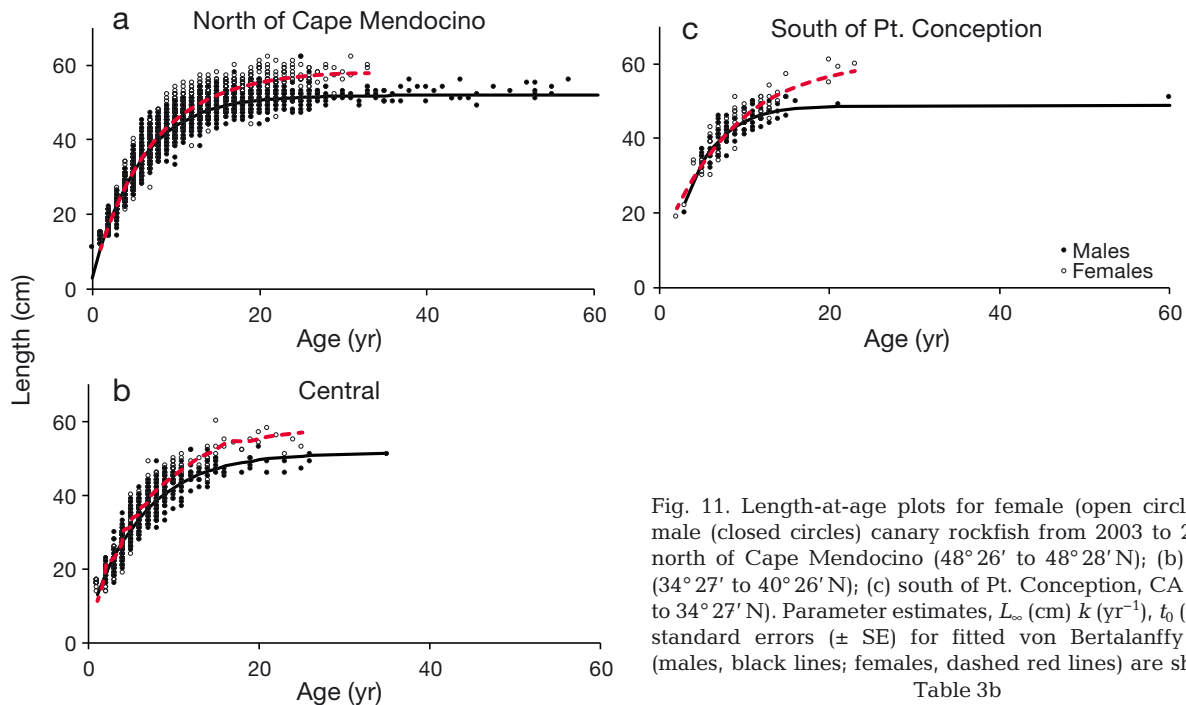 a
North of Cape Mendocino
60
40
20
0
0
20
40
60
Age (yr)
Length (cm)
b
Central
60
40
20
0
0
20
40
60
Age (yr)
c
South of Pt. Conception
60
40
20
0
• Males
○ Females
0
20
40
60
Age (yr)
Fig. 11. Length-at-age plots for female (open circl
male (closed circles) canary rockfish from 2003 to 2
north of Cape Mendocino (48° 26′ to 48° 28′ N); (b)
(34° 27′ to 40° 26′ N); (c) south of Pt. Conception, CA
to 34° 27′ N). Parameter estimates, L∞ (cm) k (yr⁻¹), t₀ (
standard errors (± SE) for fitted von Bertalanffy
(males, black lines; females, dashed red lines) are sh
Table 3b